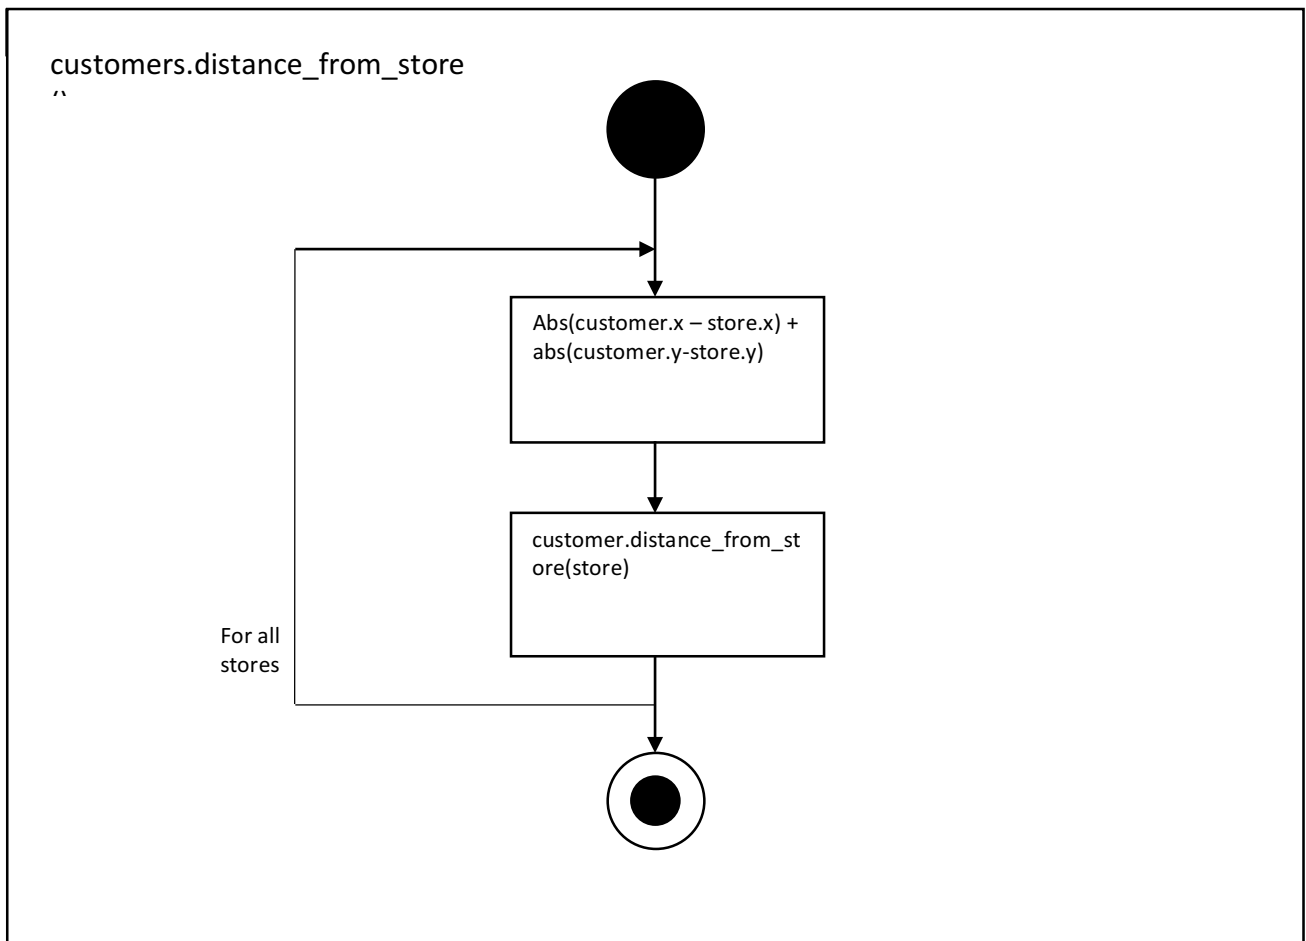 customers.distance_from_store
()
Abs(customer.x – store.x) +
abs(customer.y-store.y)
customer.distance_from_st
ore(store)
For all
stores